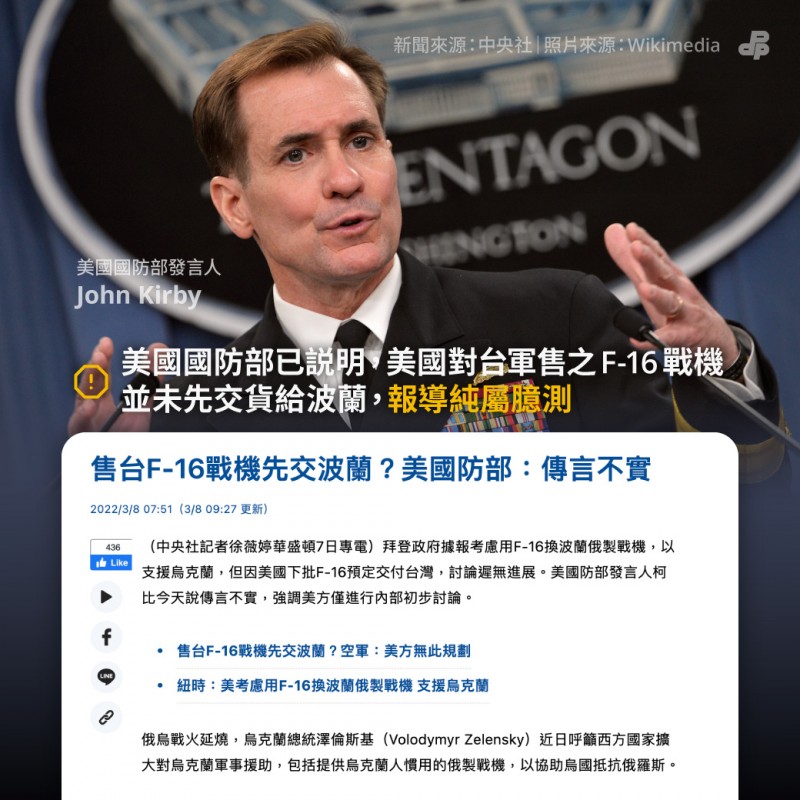 新聞來源：中央社｜照片來源：Wikimedia
PENTAGON
WASHINGTON
美國國防部發言人
John Kirby
美國國防部已說明，美國對台軍售之 F-16 戰機
並未先交貨給波蘭，報導純屬臆測
售台F-16戰機先交波蘭？美國防部：傳言不實
2022/3/8 07:51（3/8 09:27 更新）
436
Like
（中央社記者徐薇婷華盛頓7日專電）拜登政府據報考慮用F-16換波蘭俄製戰機，以
支援烏克蘭，但因美國下批F-16預定交付台灣，討論遲無進展。美國防部發言人柯
比今天說傳言不實，強調美方僅進行內部初步討論。
• 售台F-16戰機先交波蘭？空軍：美方無此規劃
LINE
• 紐時：美考慮用F-16換波蘭俄製戰機 支援烏克蘭
俄烏戰火延燒，烏克蘭總統澤倫斯基（Volodymyr Zelensky）近日呼籲西方國家擴
大對烏克蘭軍事援助，包括提供烏克蘭人慣用的俄製戰機，以協助烏國抵抗俄羅斯。